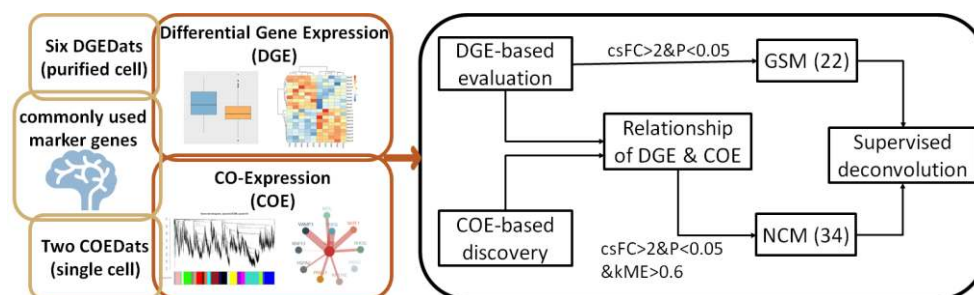 Six DGEDats
(purified cell)
commonly used
marker genes
Two COEDats
(single cell)
Differential Gene Expression
(DGE)
CO-Expression
(COE)
DGE-based
evaluation
csFC>2&P<0.05
GSM (22)
Relationship
of DGE & COE
Supervised
deconvolution
COE-based
discovery
csFC>2&P<0.05
&kME>0.6
NCM (34)